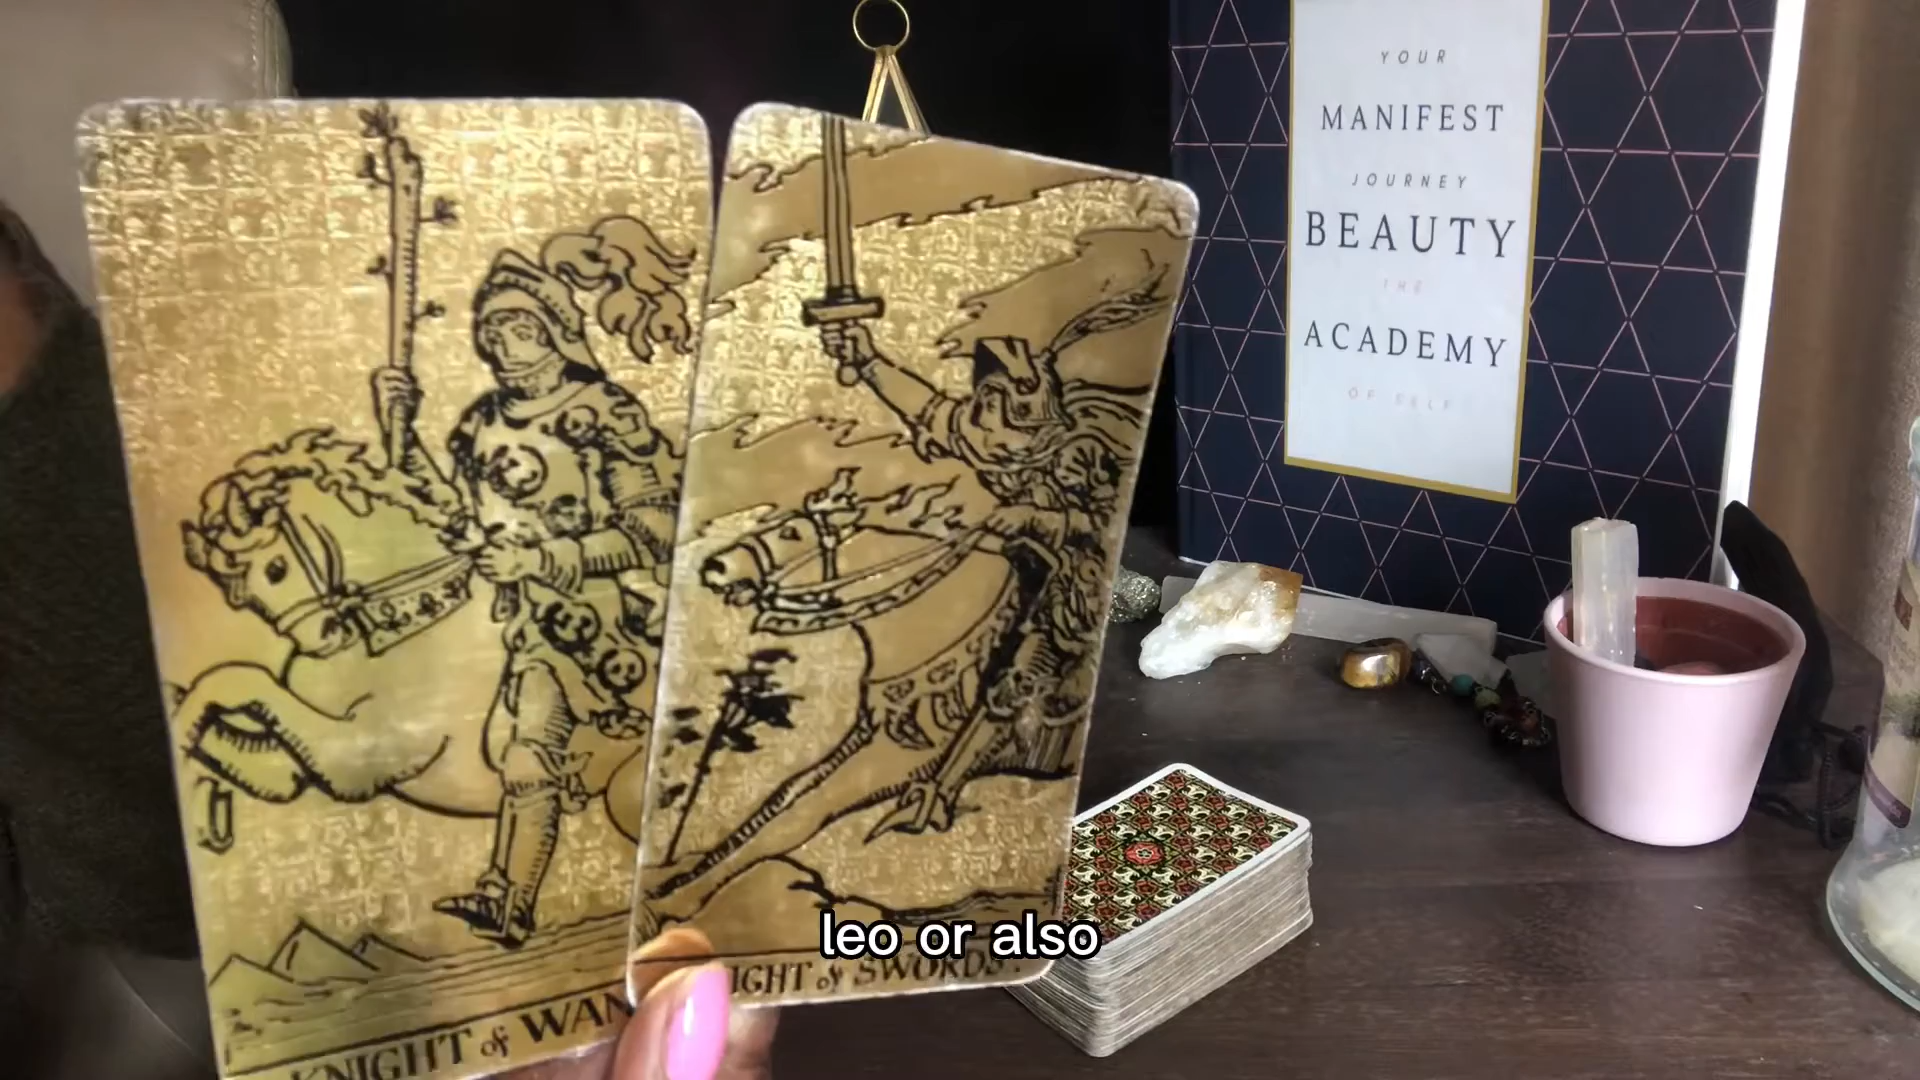 YOUR
MANIFEST
JOURNEY
BEAUTY
THE
ACADEMY
OF SELF
KNIGHT of WAN
IGHT of SWORDS.
leo or also